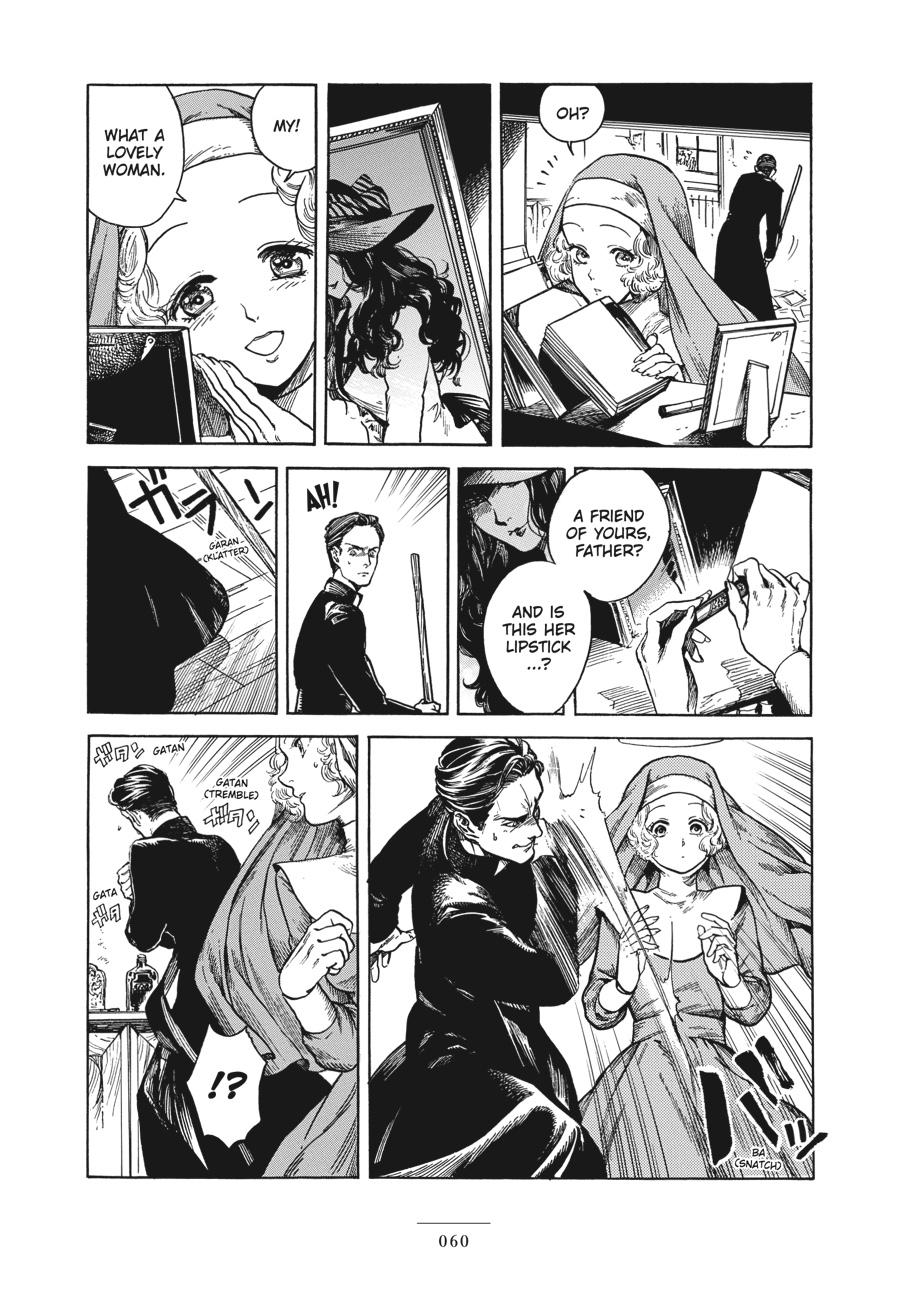 OH?
MY!
WHAT A
LOVELY
WOMAN.
A FRIEND
OF YOURS,
FATHER?
AND IS
THIS HER
LIPSTICK
...?
AH!
ガラン
GARAN
(KLATTER)
バッ
BA
(SNATCH)
ガタン
GATAN
GATAN
(TREMBLE)
ガタン
GATA
ガタ
!?
060